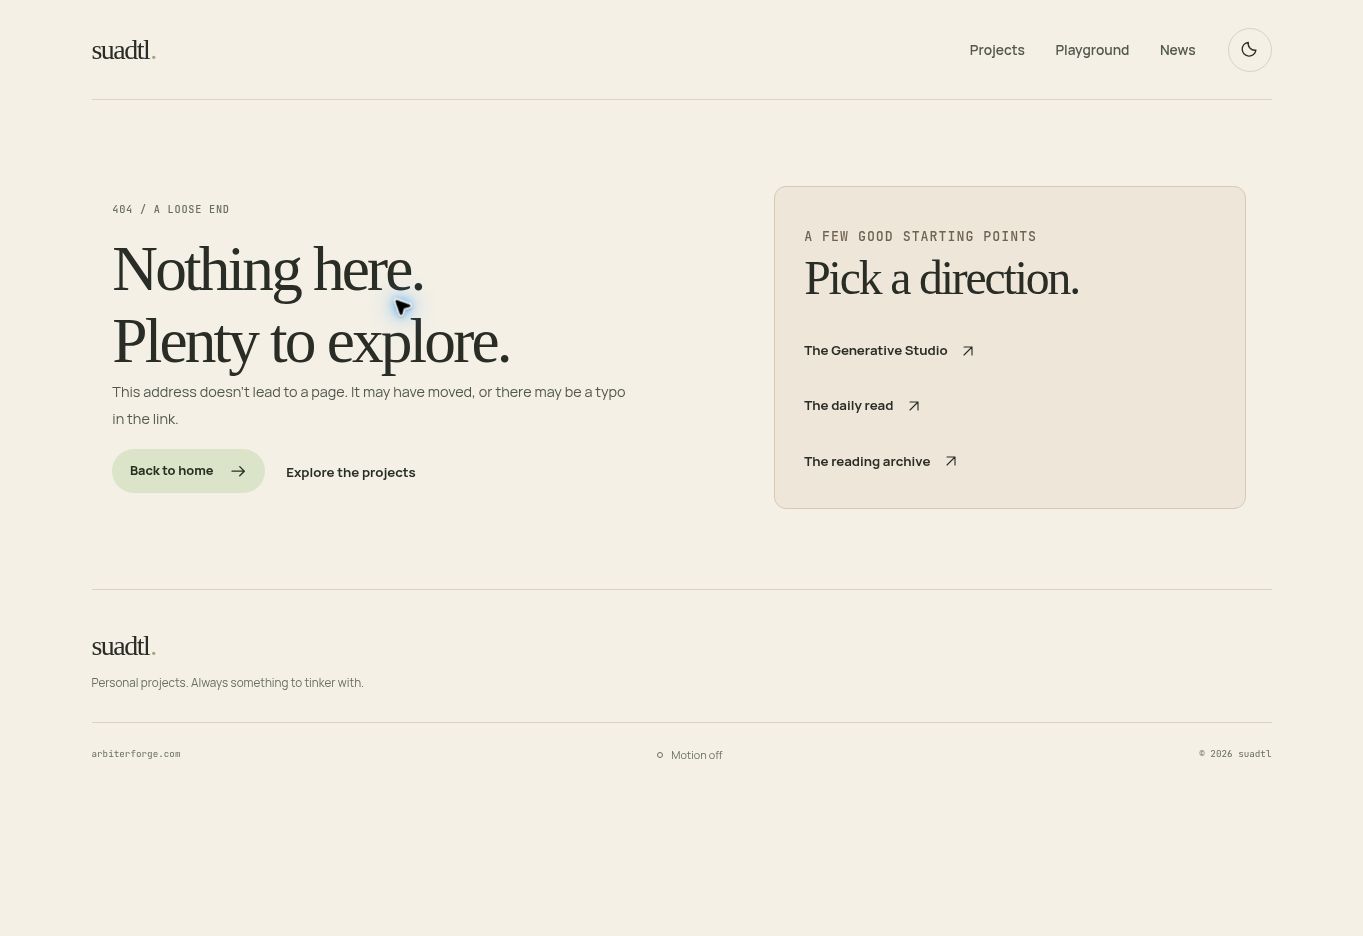 suadtl.
Projects
Playground
News
404 / A LOOSE END
Nothing here.
Plenty to explore.
This address doesn't lead to a page. It may have moved, or there may be a typo
in the link.
Back to home
Explore the projects
A FEW GOOD STARTING POINTS
Pick a direction.
The Generative Studio
The daily read
The reading archive
suadtl.
Personal projects. Always something to tinker with.
arbiterforge.com
Motion off
© 2026 suadtl